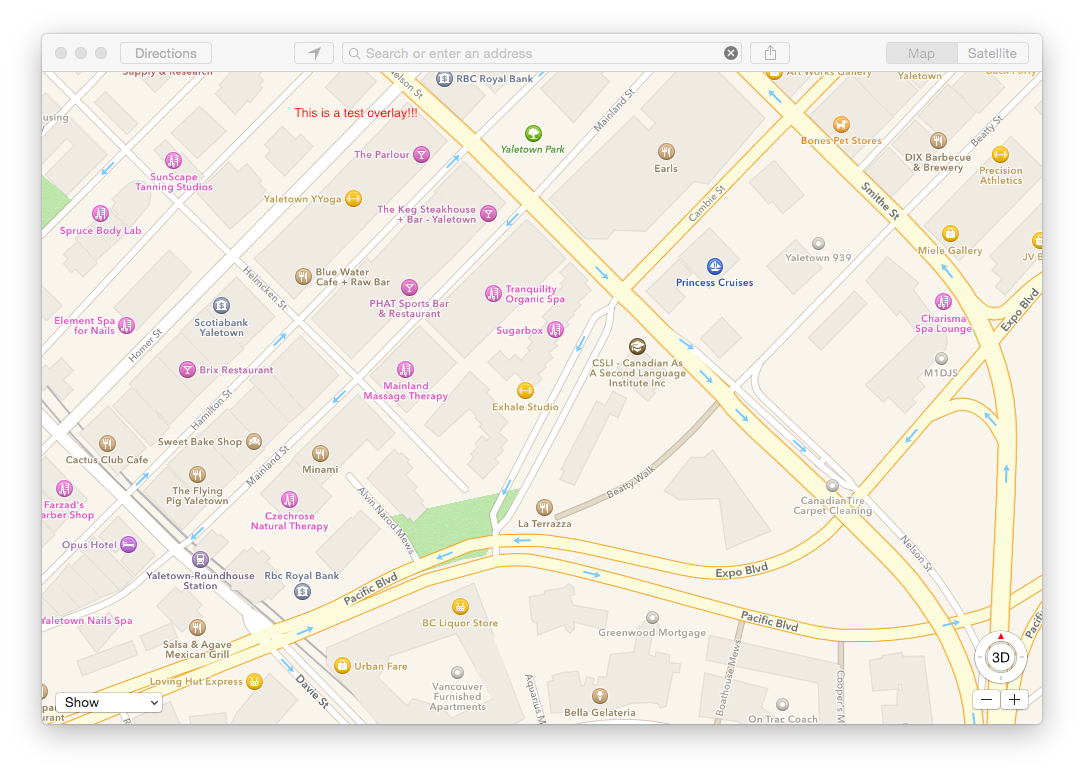 Directions
Search or enter an address
Map
Satellite
Supply & Research
Nelson St
RBC Royal Bank
Art Works Gallery
Yaletown
This is a test overlay!!!
using
Mainland St
Beatty St
Yaletown Park
Bones Pet Stores
The Parlour
Earls
DIX Barbecue
& Brewery
Precision
Athletics
SunScape
Tanning Studios
Yaletown YYoga
The Keg Steakhouse
+ Bar - Yaletown
Cambie St
Smithe St
Spruce Body Lab
Yaletown 939
Miele Gallery
JV B
Helmcken St
Blue Water
Cafe + Raw Bar
PHAT Sports Bar
& Restaurant
Tranquility
Organic Spa
Princess Cruises
Scotiabank
Yaletown
Element Spa
for Nails
Homer St
Sugarbox
Charisma
Spa Lounge
Expo Blvd
Brix Restaurant
Mainland
Massage Therapy
CSLI - Canadian As
A Second Language
Institute Inc
M1DJS
Exhale Studio
Hamilton St
Cactus Club Cafe
Sweet Bake Shop
Mainland St
Minami
The Flying
Pig Yaletown
Beatty Walk
Farzad's
arber Shop
Czechrose
Natural Therapy
Alvin Narod Mews
La Terrazza
CanadianTire
Carpet Cleaning
Opus Hotel
Yaletown-Roundhouse
Station
Rbc Royal Bank
Pacific Blvd
Expo Blvd
Nelson St
Yaletown Nails Spa
BC Liquor Store
Greenwood Mortgage
Pacific Blvd
Pacifi
Salsa & Agave
Mexican Grill
3D
Urban Fare
Loving Hut Express
Davie St
Vancouver
Furnished
Apartments
Aquarius M
Bella Gelateria
Boathouse Mews
Cooper's M
On Trac Coach
Show
urant